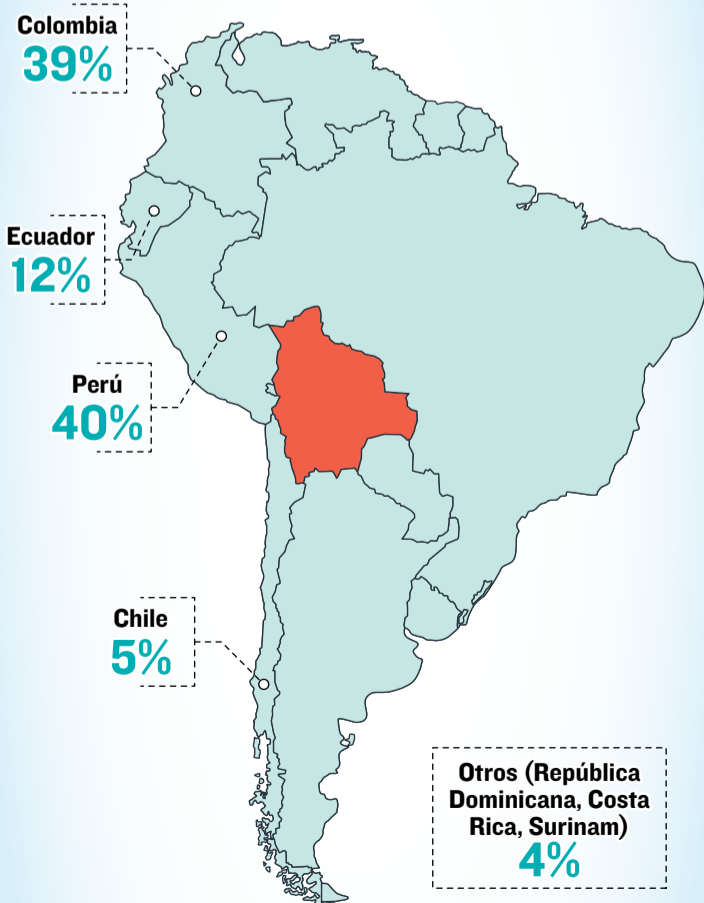 Colombia
39%
Ecuador
12%
Perú
40%
Chile
5%
Otros (República
Dominicana, Costa
Rica, Surinam)
4%